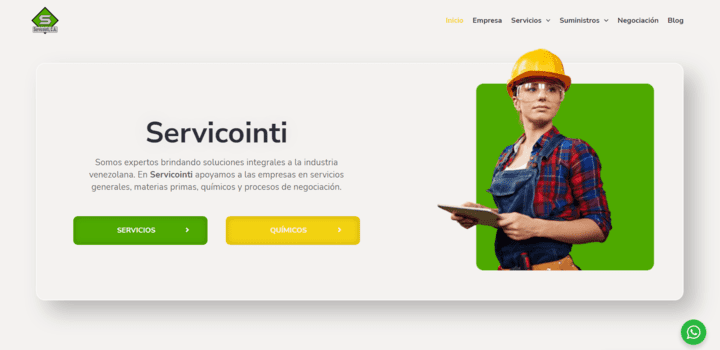 Inicio Empresa Servicios Suministros Negociación Blog
Servicointi
Somos expertos brindando soluciones integrales a la industria
venezolana. En Servicointi apoyamos a las empresas en servicios
generales, materias primas, químicos y procesos de negociación.
SERVICIOS
QUÍMICOS